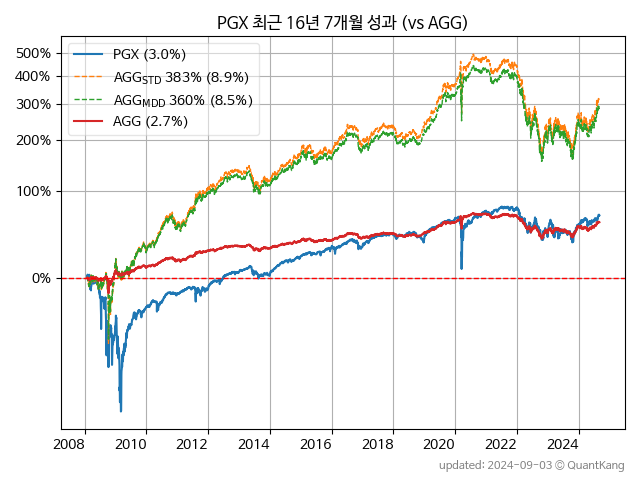 PGX 최근 16년 7개월 성과 (vs AGG)
500%
400%
300%
200%
100%
0%
PGX (3.0%)
AGG_STD 383% (8.9%)
AGG_MDD 360% (8.5%)
AGG (2.7%)
2008 2010 2012 2014 2016 2018 2020 2022 2024
updated: 2024-09-03 © QuantKang